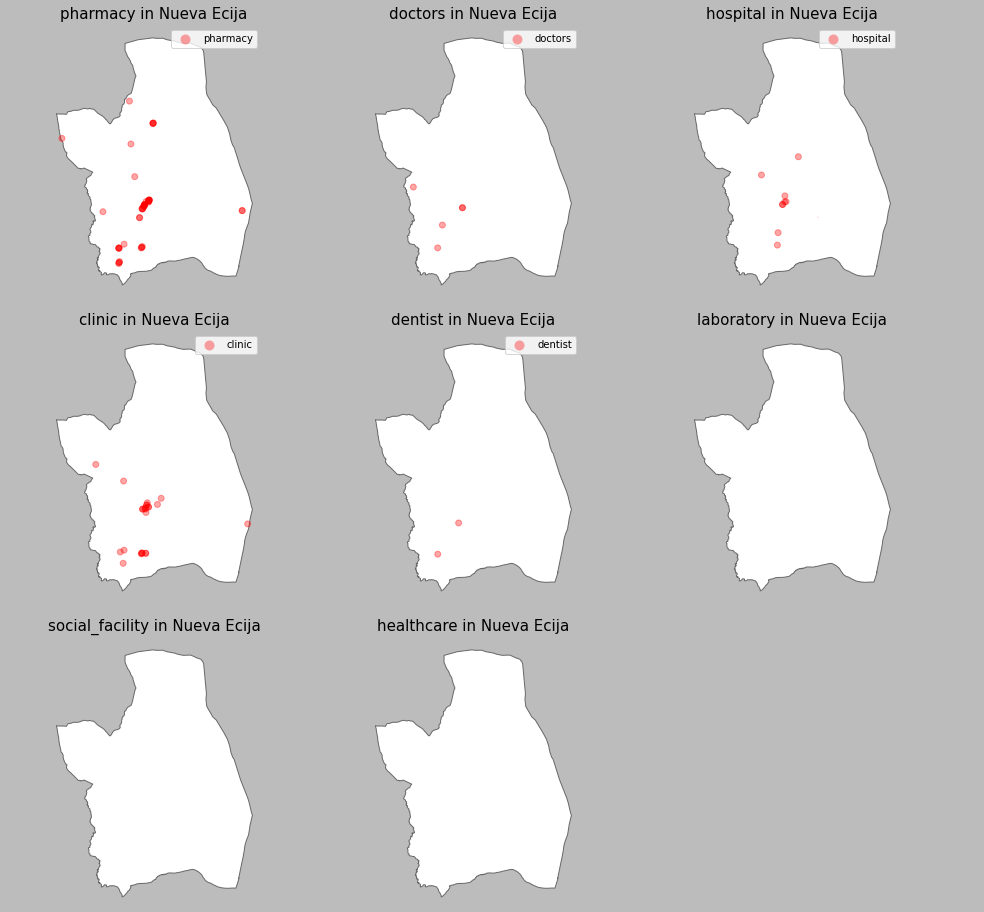 pharmacy in Nueva Ecija
pharmacy
doctors in Nueva Ecija
doctors
hospital in Nueva Ecija
hospital
clinic in Nueva Ecija
clinic
dentist in Nueva Ecija
dentist
laboratory in Nueva Ecija
social_facility in Nueva Ecija
healthcare in Nueva Ecija